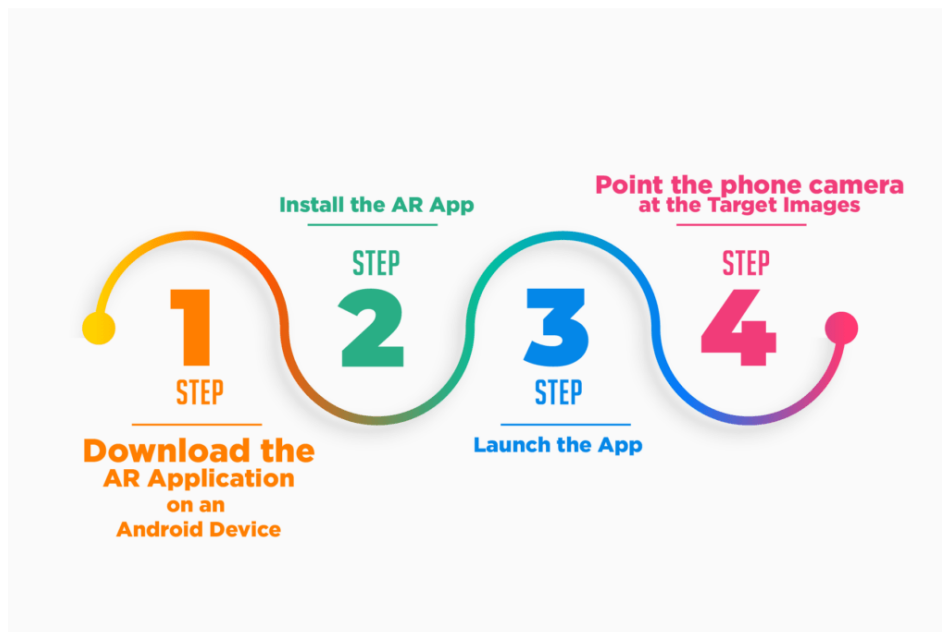 1
STEP
Download the
AR Application
on an
Android Device
Install the AR App
STEP
2
3
STEP
Launch the App
Point the phone camera
at the Target Images
STEP
4